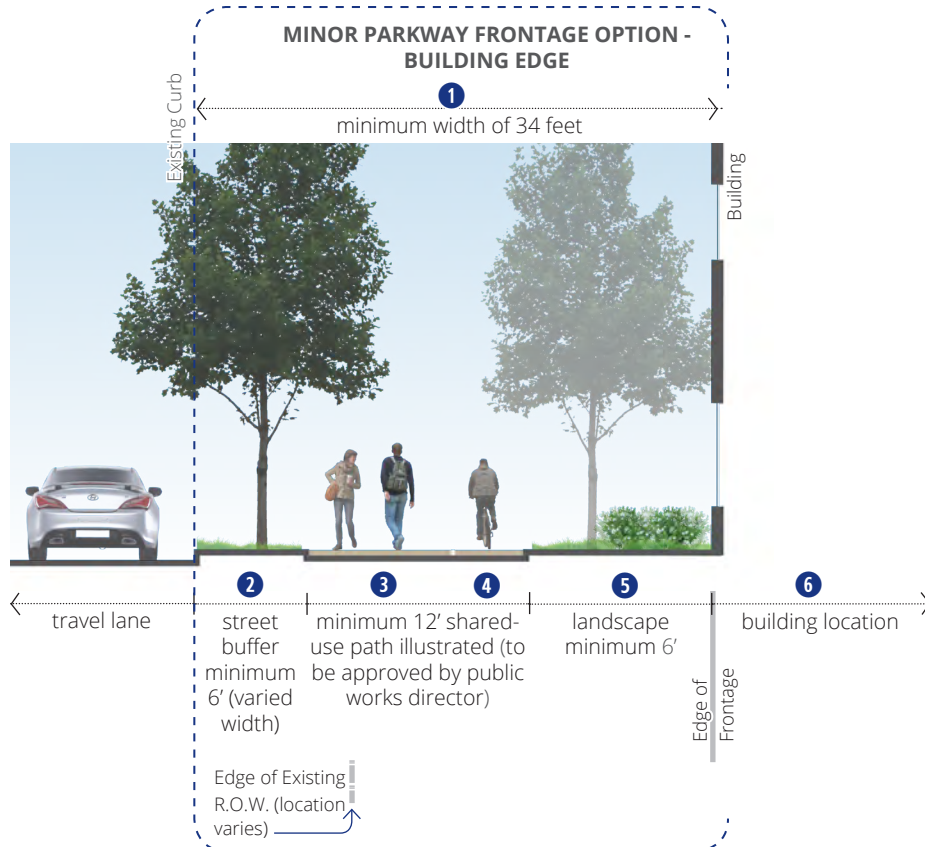 MINOR PARKWAY FRONTAGE OPTION -
BUILDING EDGE
Existing Curb
1
minimum width of 34 feet
Building
2
3
4
5
6
travel lane
street
buffer
minimum
6’ (varied
width)
minimum 12’ shared-
use path illustrated (to
be approved by public
works director)
landscape
minimum 6’
building location
Edge of
Frontage
Edge of Existing
R.O.W. (location
varies)